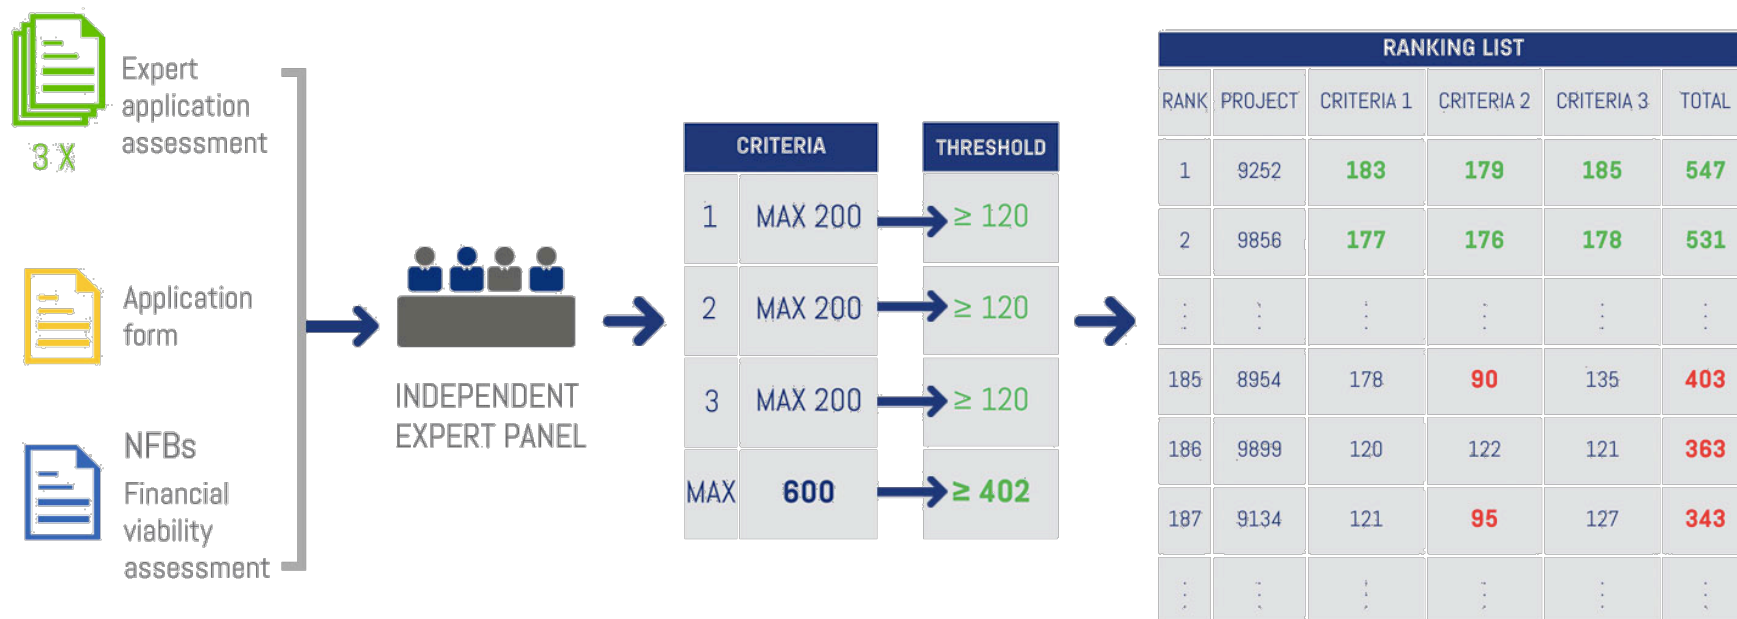 Expert
application
assessment
3 X
Application
form
NFBs
Financial
viability
assessment
INDEPENDENT
EXPERT PANEL
CRITERIA THRESHOLD
1 MAX 200 ≥ 120
2 MAX 200 ≥ 120
3 MAX 200 ≥ 120
MAX 600 ≥ 402
RANKING LIST
RANK PROJECT CRITERIA 1 CRITERIA 2 CRITERIA 3 TOTAL
1 9252 183 179 185 547
2 9856 177 176 178 531
⋮ ⋮ ⋮ ⋮ ⋮ ⋮
185 8954 178 90 135 403
186 9899 120 122 121 363
187 9134 121 95 127 343
⋮ ⋮ ⋮ ⋮ ⋮ ⋮